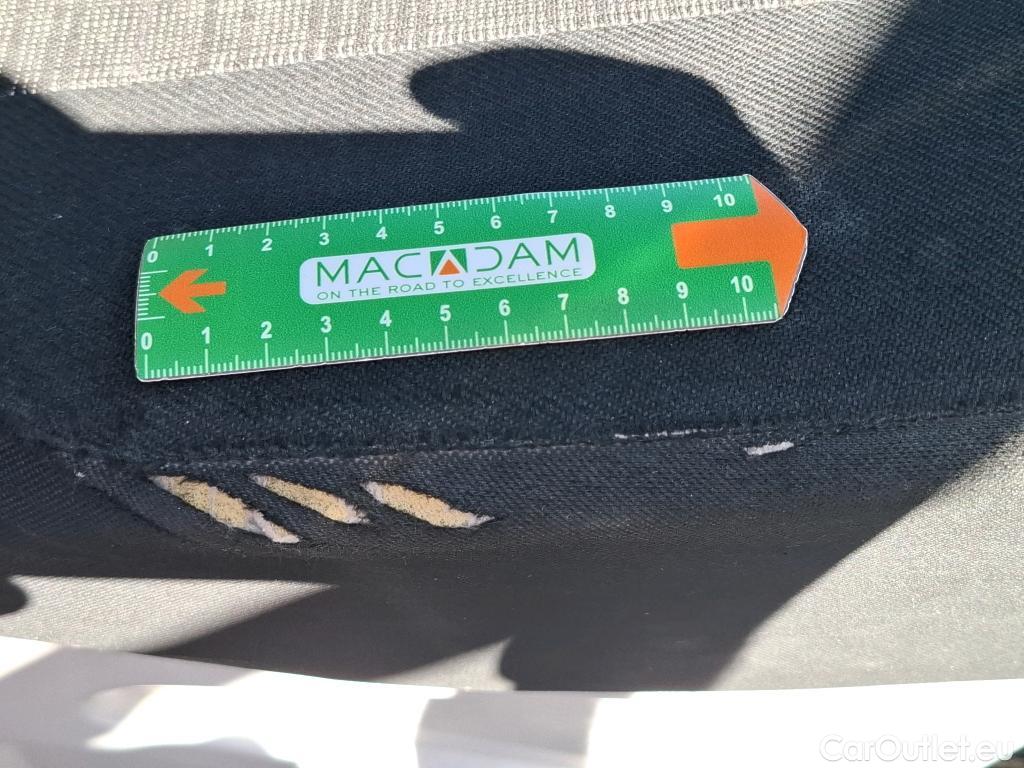 0 1 2 3 4 5 6 7 8 9 10
MACADAM
ON THE ROAD TO EXCELLENCE
0 1 2 3 4 5 6 7 8 9 10
CarOutlet.eu